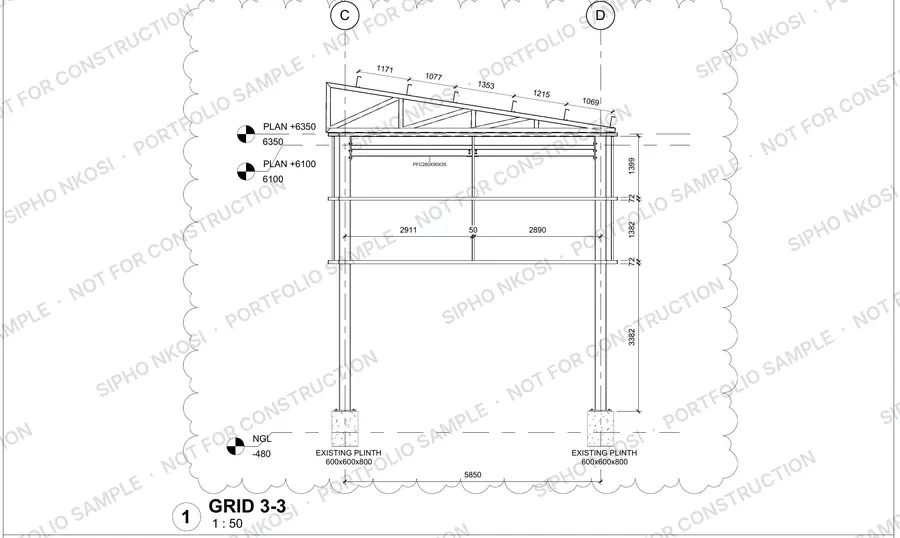 C
D
1171
1077
1353
1215
1069
PLAN +6350
6350
PLAN +6100
6100
PFC260X90X35
1399
72
1382
72
3382
2911
50
2890
NGL
-480
EXISTING PLINTH
600x600x800
EXISTING PLINTH
600x600x800
5850
1
GRID 3-3
1 : 50
SIPHO NKOSI · PORTFOLIO SAMPLE · NOT FOR CONSTRUCTION